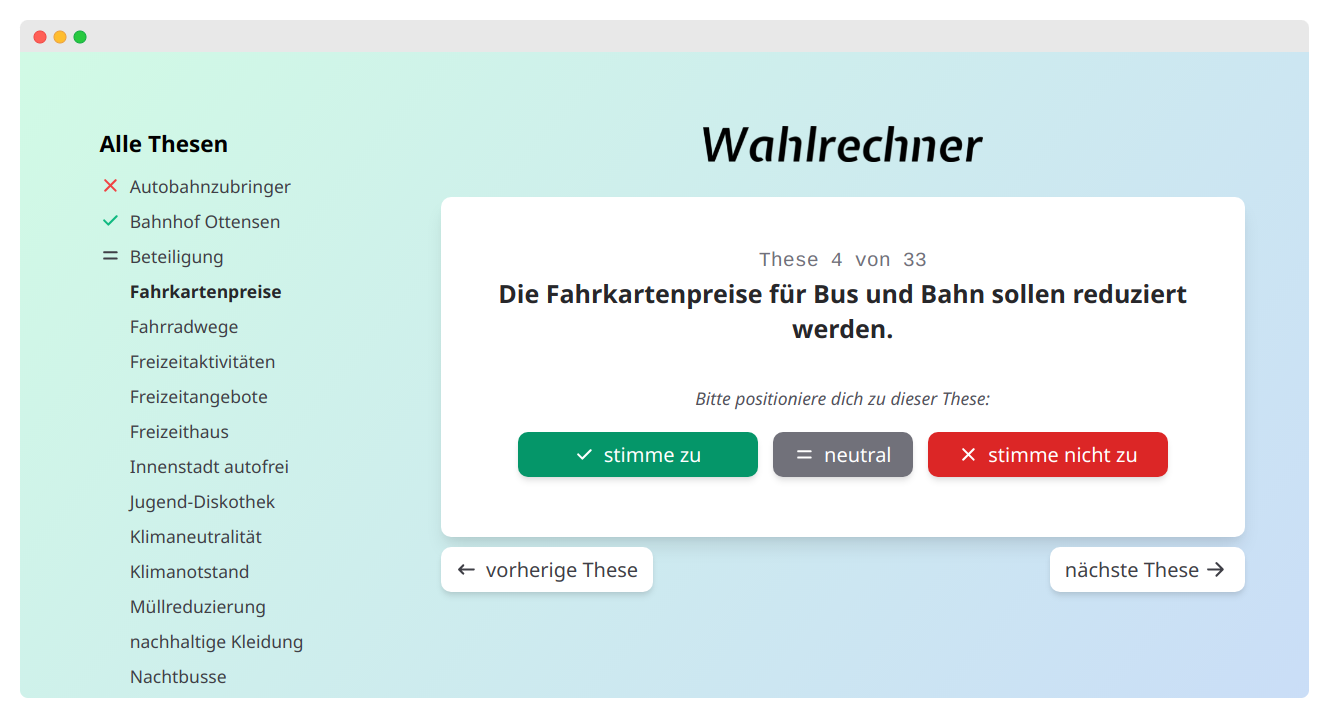 Alle Thesen
Autobahnzubringer
Bahnhof Ottensen
Beteiligung
Fahrkartenpreise
Fahrradwege
Freizeitaktivitäten
Freizeitangebote
Freizeithaus
Innenstadt autofrei
Jugend-Diskothek
Klimaneutralität
Klimanotstand
Müllreduzierung
nachhaltige Kleidung
Nachtbusse
Wahlrechner
These 4 von 33
Die Fahrkartenpreise für Bus und Bahn sollen reduziert
werden.
Bitte positioniere dich zu dieser These:
stimme zu
neutral
stimme nicht zu
vorherige These
nächste These